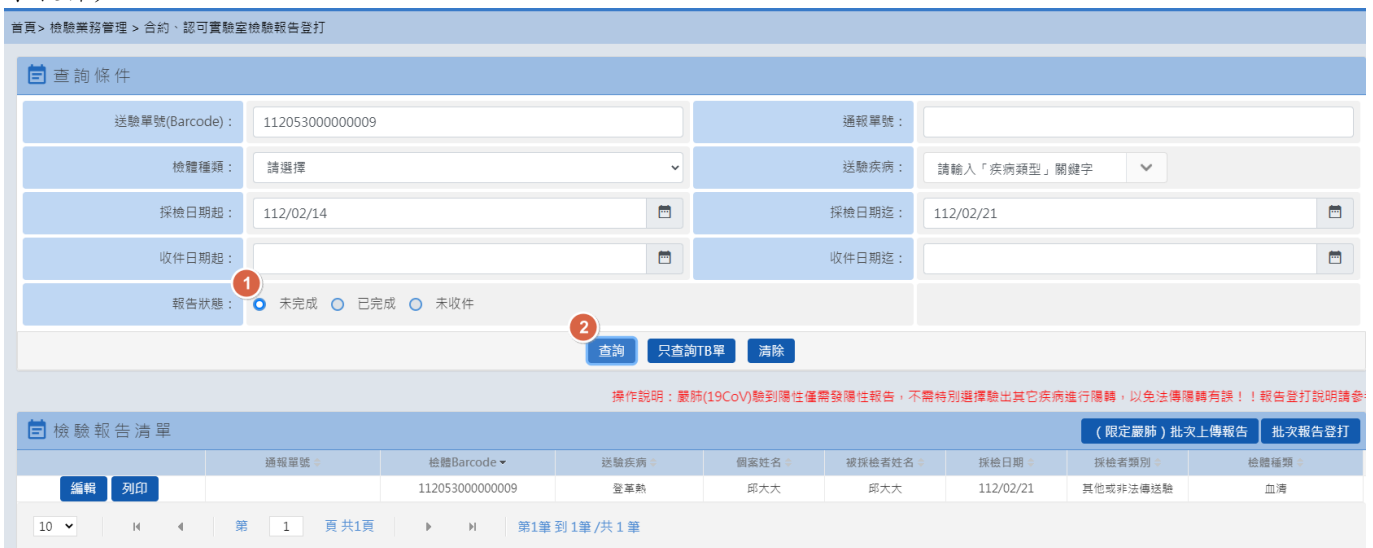 首頁> 檢驗業務管理 > 合約、認可實驗室檢驗報告登打
查詢條件
送驗單號(Barcode)： 112053000000009 通報單號：
檢體種類： 請選擇 送驗疾病： 請輸入「疾病類型」關鍵字
採檢日期起： 112/02/14 採檢日期迄： 112/02/21
收件日期起： 收件日期迄：
1
報告狀態： 未完成 已完成 未收件
2
查詢 只查詢TB單 清除
操作說明：嚴肺(19CoV)驗到陽性僅需發陽性報告，不需特別選擇驗出其它疾病進行陽轉，以免法傳陽轉有誤！！報告登打說明請參
檢驗報告清單 (限定嚴肺)批次上傳報告 批次報告登打
通報單號 檢體Barcode 送驗疾病 個案姓名 被採檢者姓名 採檢日期 採檢者類別 檢體種類
編輯 列印 112053000000009 登革熱 邱大大 邱大大 112/02/21 其他或非法傳送驗 血清
10 第 1 頁 共1頁 第1筆 到 1筆 /共 1 筆